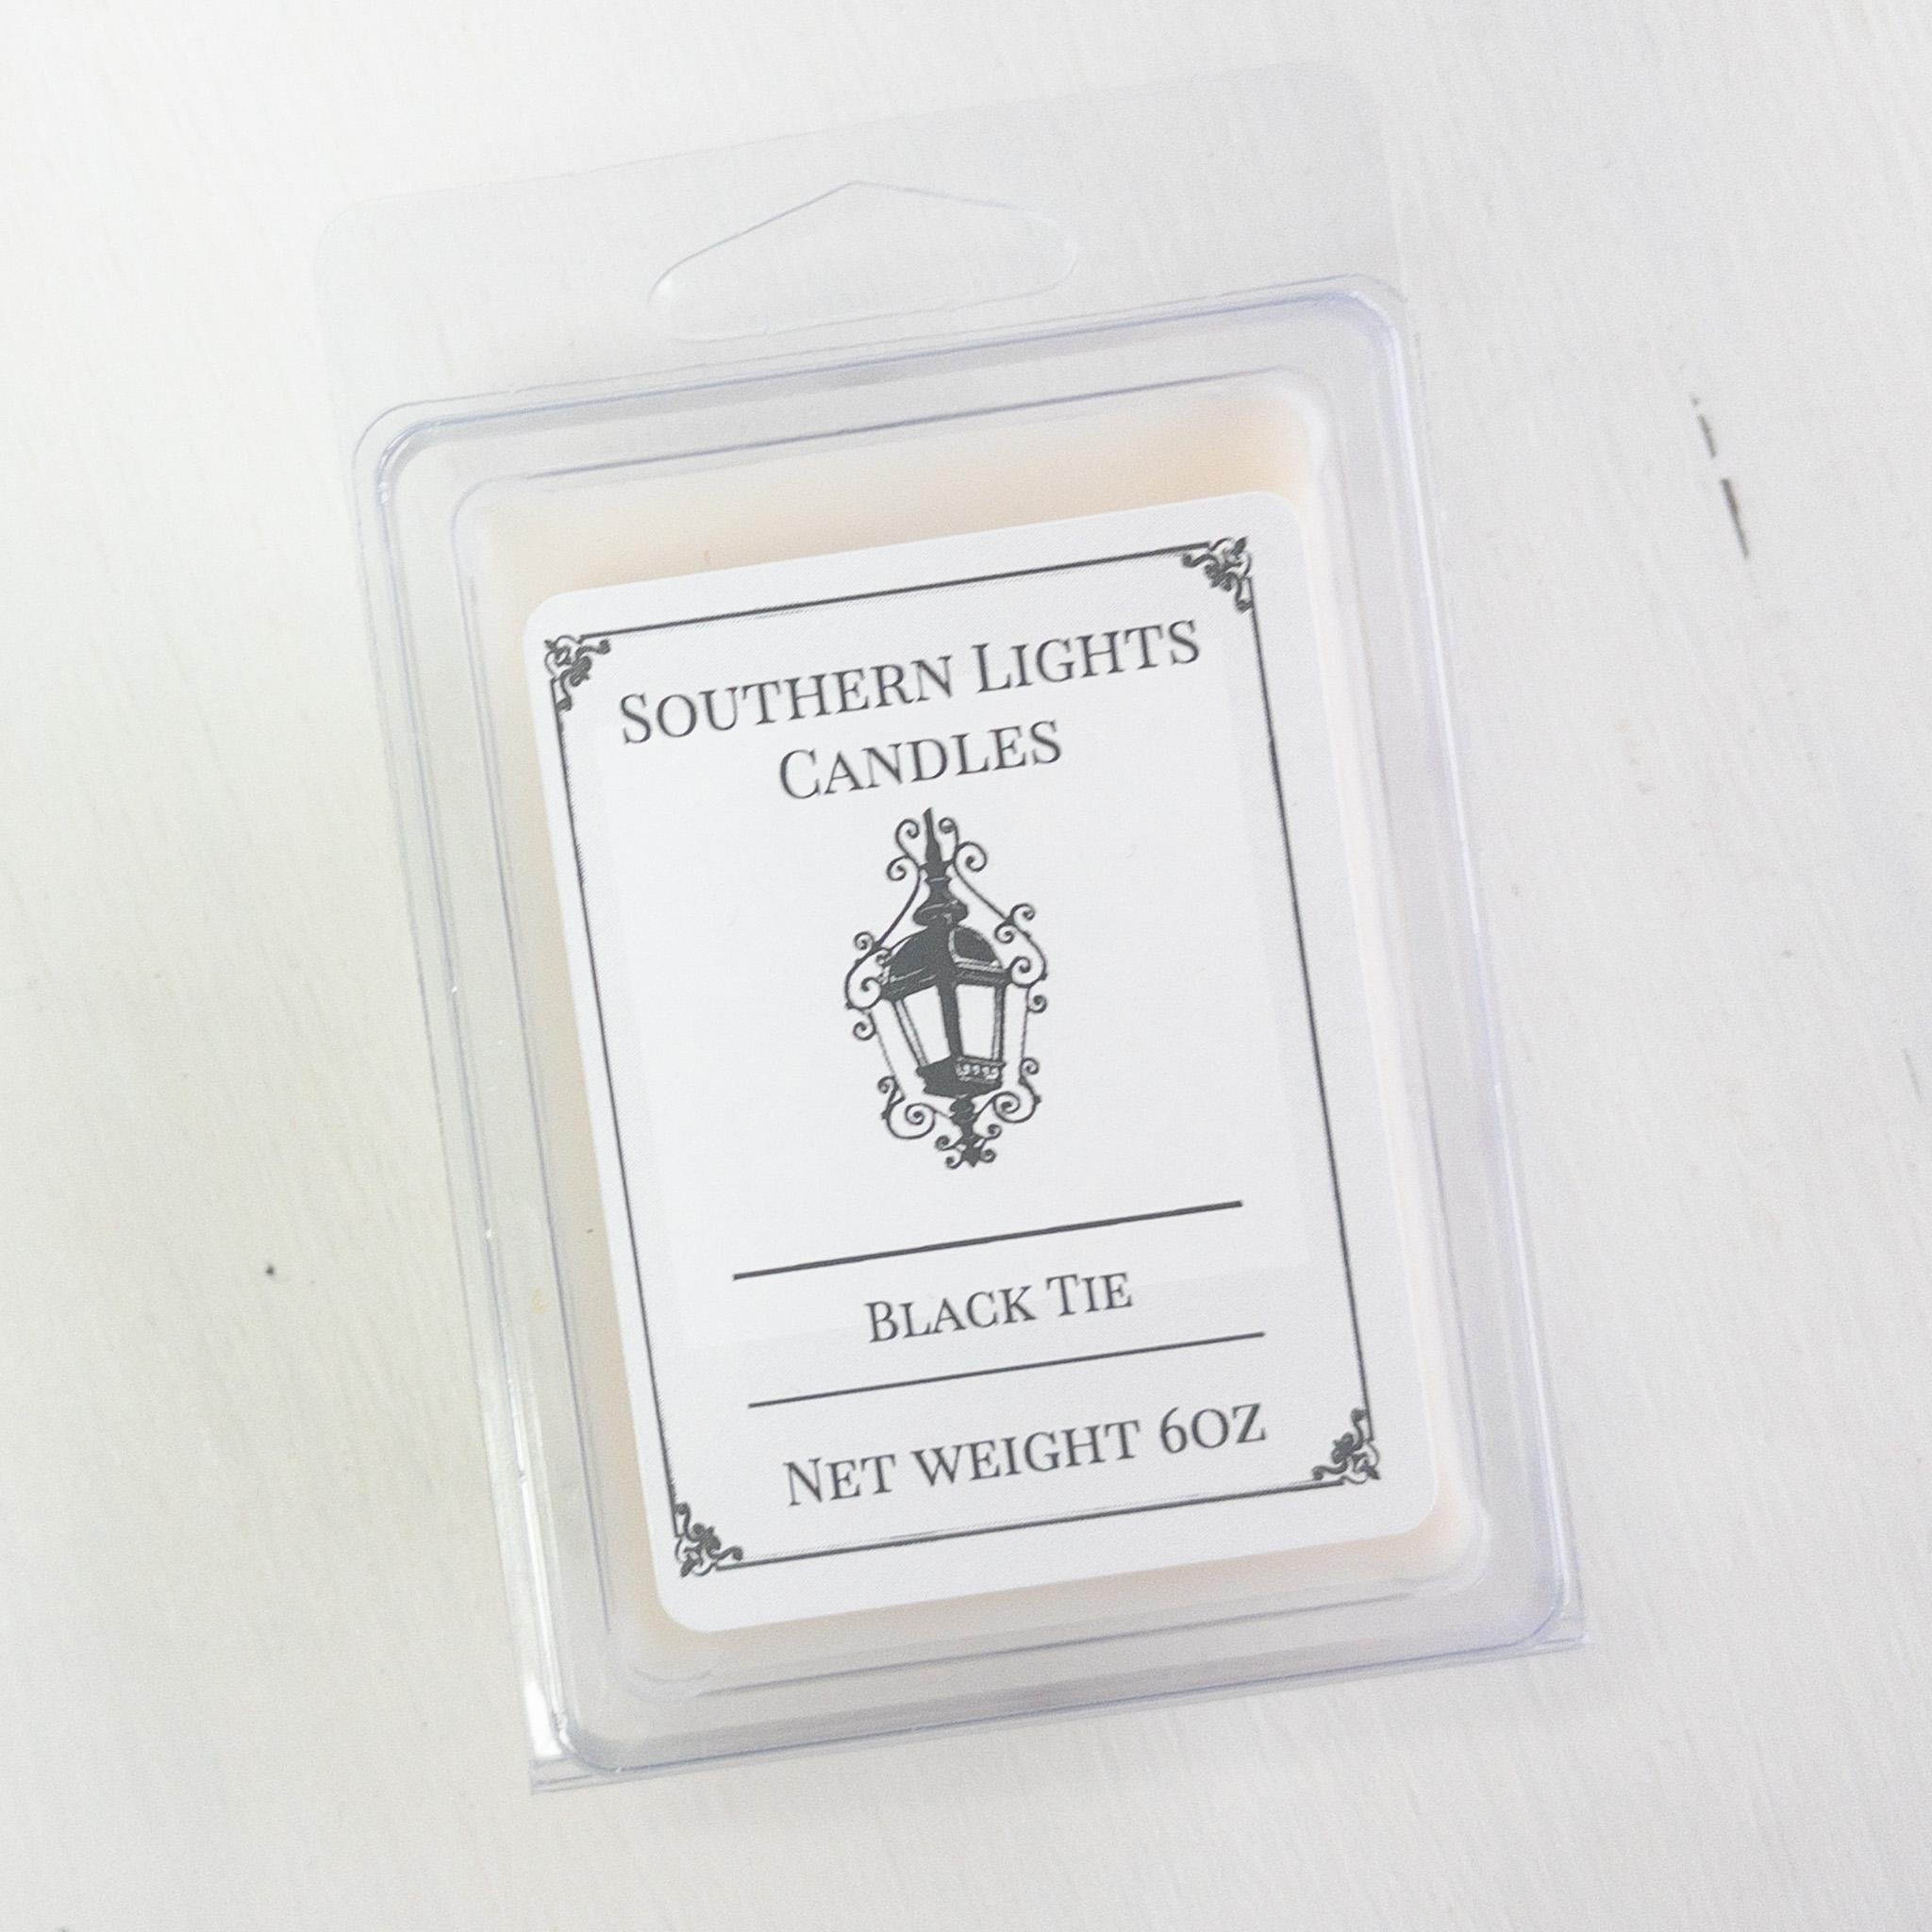 Southern Lights
Candles
Black Tie
Net weight 6oz